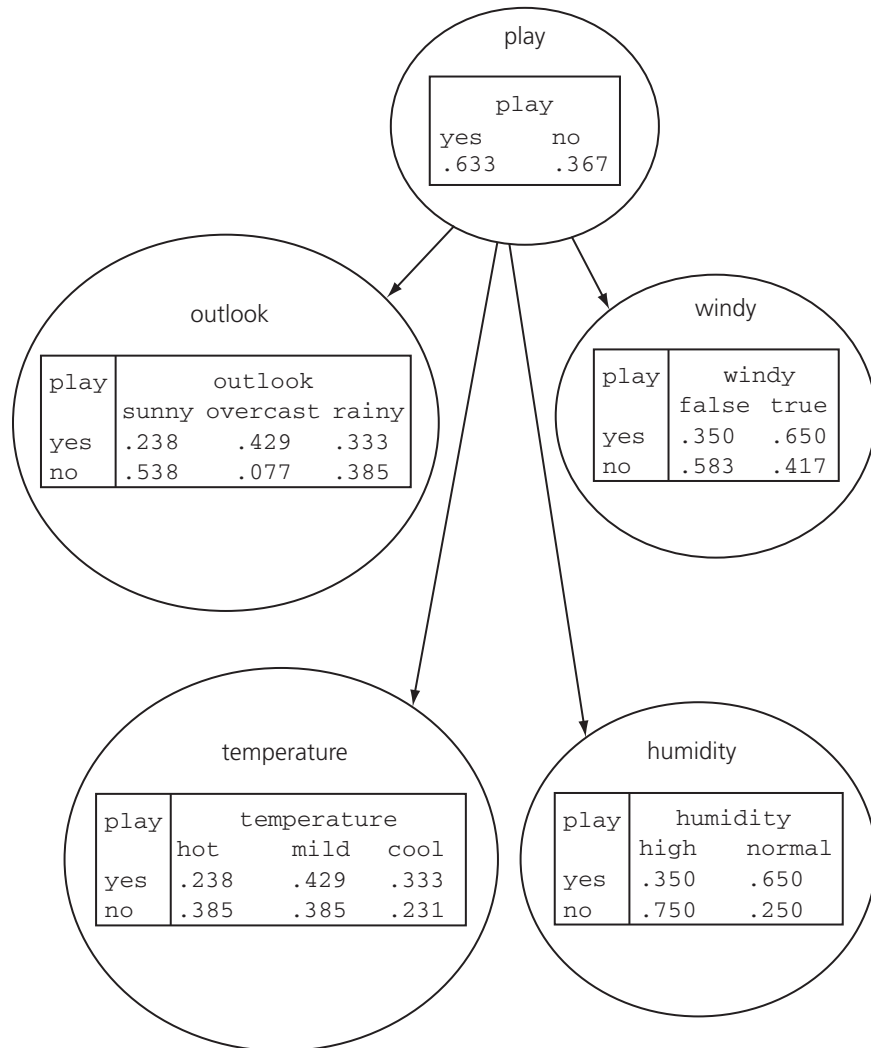 play
play
yes no
.633 .367
outlook
play outlook
sunny overcast rainy
yes .238 .429 .333
no .538 .077 .385
windy
play windy
false true
yes .350 .650
no .583 .417
temperature
play temperature
hot mild cool
yes .238 .429 .333
no .385 .385 .231
humidity
play humidity
high normal
yes .350 .650
no .750 .250